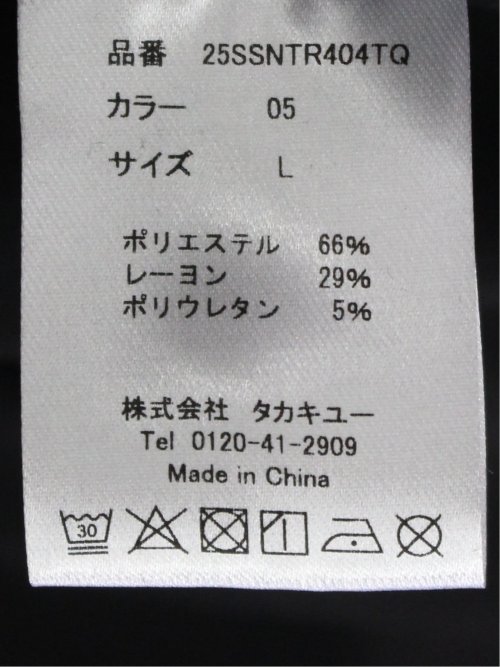 品番 25SSNTR404TQ
カラー 05
サイズ L
ポリエステル 66%
レーヨン 29%
ポリウレタン 5%
株式会社 タカキュー
Tel 0120-41-2909
Made in China
30